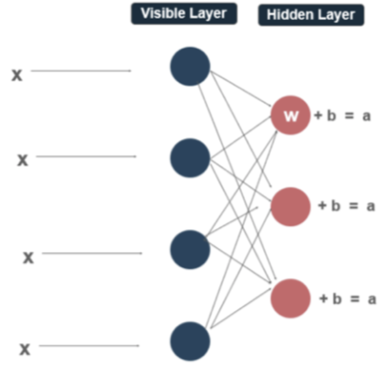 Visible Layer
Hidden Layer
x
w + b = a
x
+ b = a
x
+ b = a
x